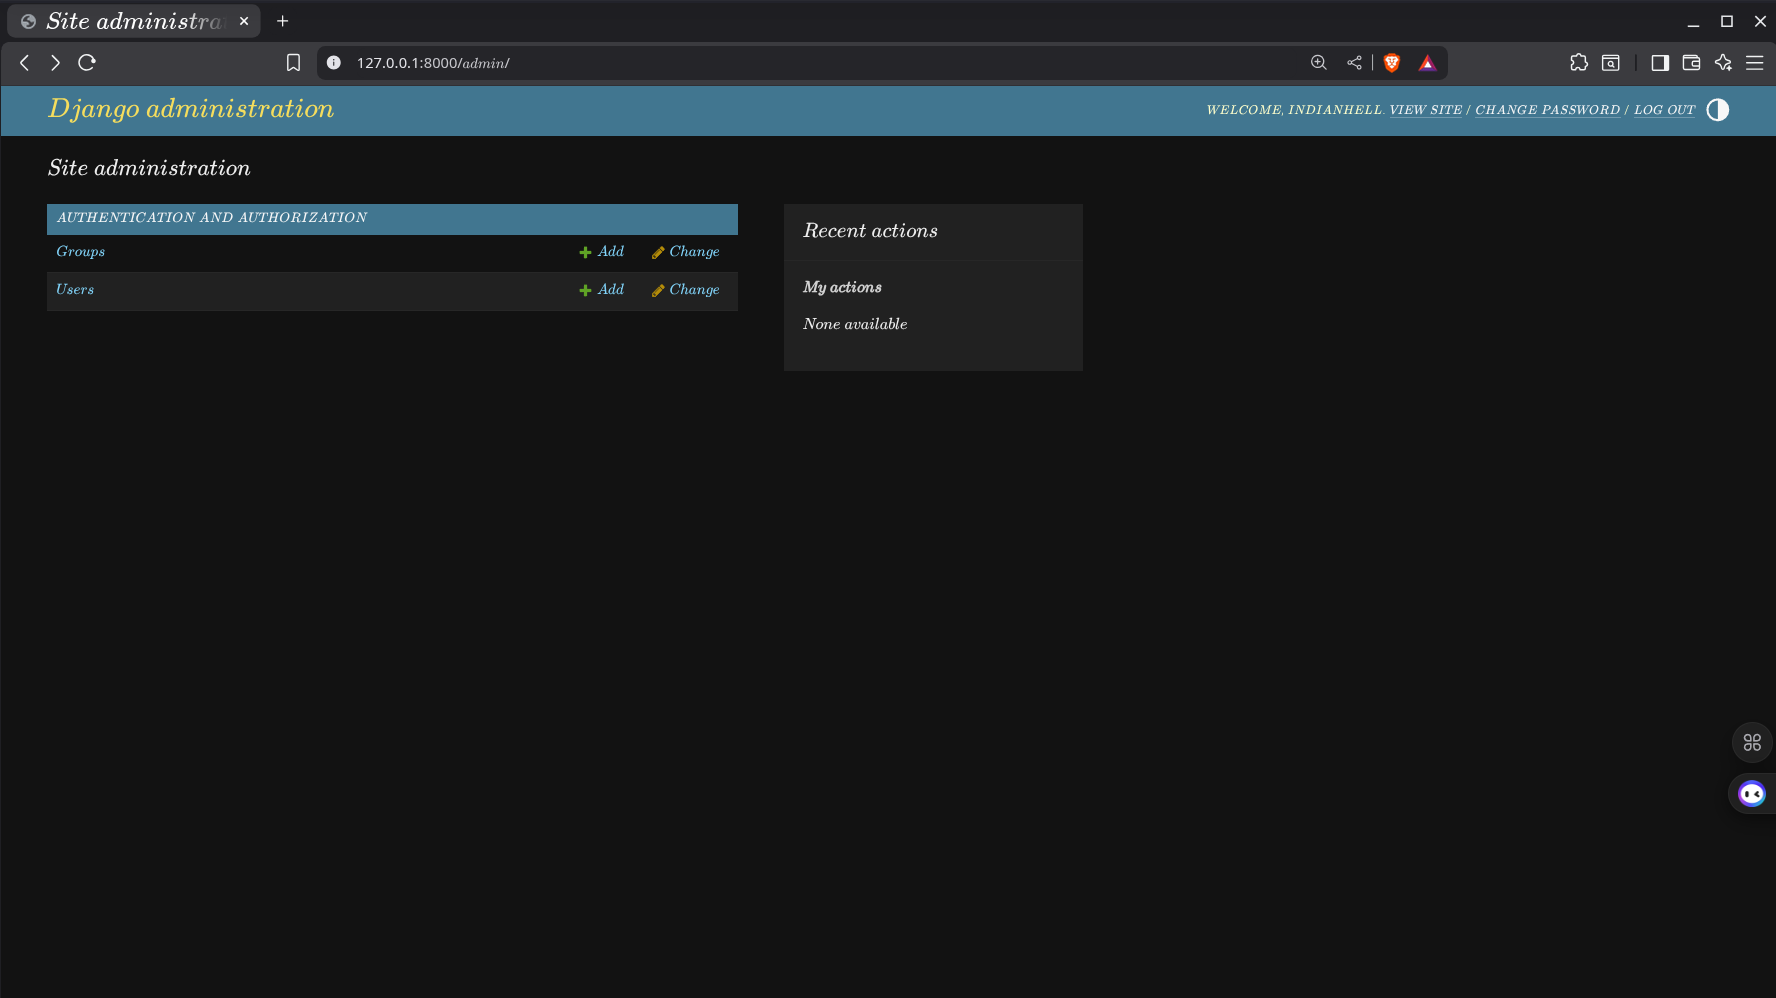 Site administra
127.0.0.1:8000/admin/
Django administration
WELCOME, INDIANHELL. VIEW SITE / CHANGE PASSWORD / LOG OUT
Site administration
AUTHENTICATION AND AUTHORIZATION
Groups
Add
Change
Users
Add
Change
Recent actions
My actions
None available